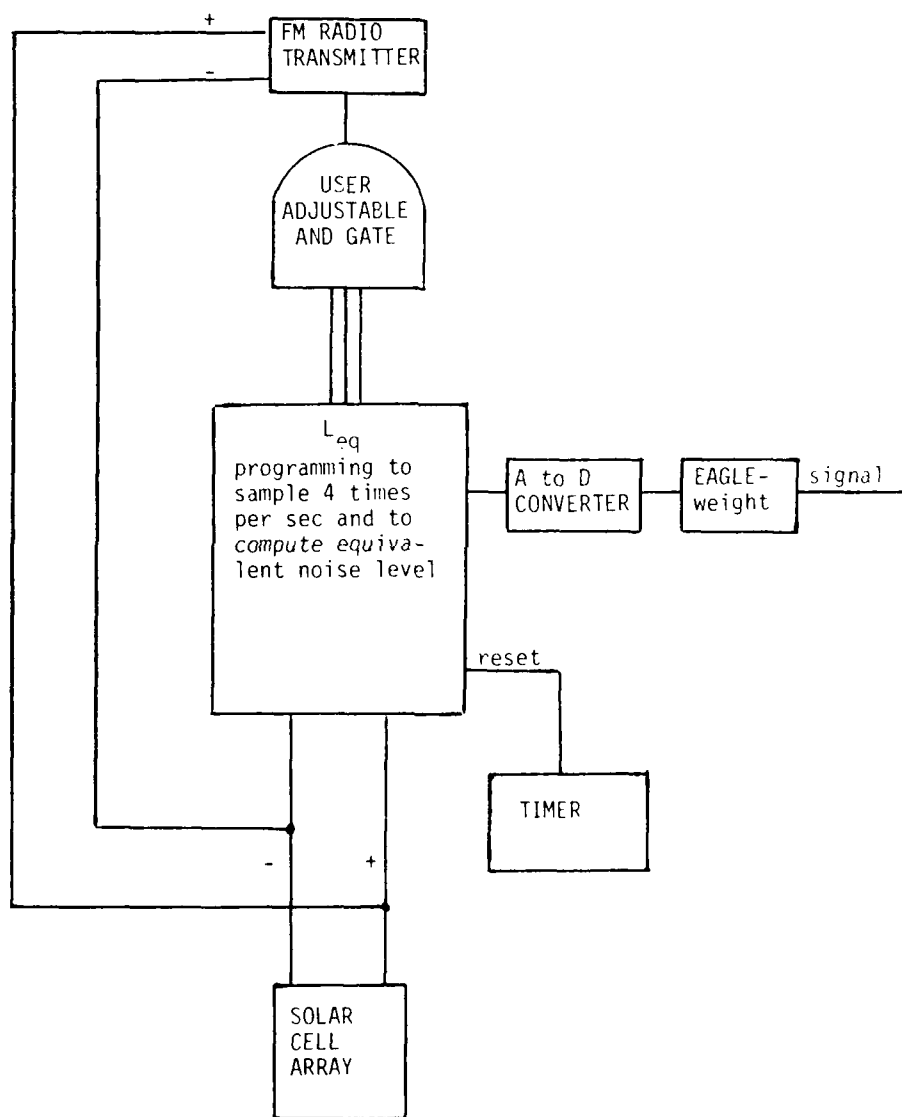 +
FM RADIO
TRANSMITTER
-
USER
ADJUSTABLE
AND GATE
Leq
programming to
sample 4 times
per sec and to
compute equiva-
lent noise level
A to D
CONVERTER
EAGLE-
weight
signal
reset
TIMER
-
+
SOLAR
CELL
ARRAY